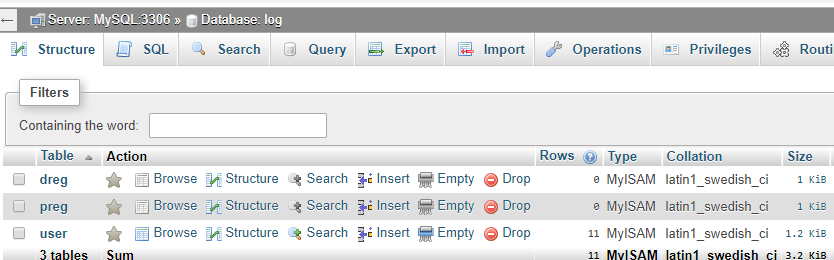 Server: MySQL:3306 » Database: log
Structure SQL Search Query Export Import Operations Privileges Routi
Filters
Containing the word:
Table Action Rows Type Collation Size
dreg Browse Structure Search Insert Empty Drop 0 MyISAM latin1_swedish_ci 1 KiB
preg Browse Structure Search Insert Empty Drop 0 MyISAM latin1_swedish_ci 1 KiB
user Browse Structure Search Insert Empty Drop 11 MyISAM latin1_swedish_ci 1.2 KiB
3 tables Sum 11 MyISAM latin1_swedish_ci 3.2 KiB